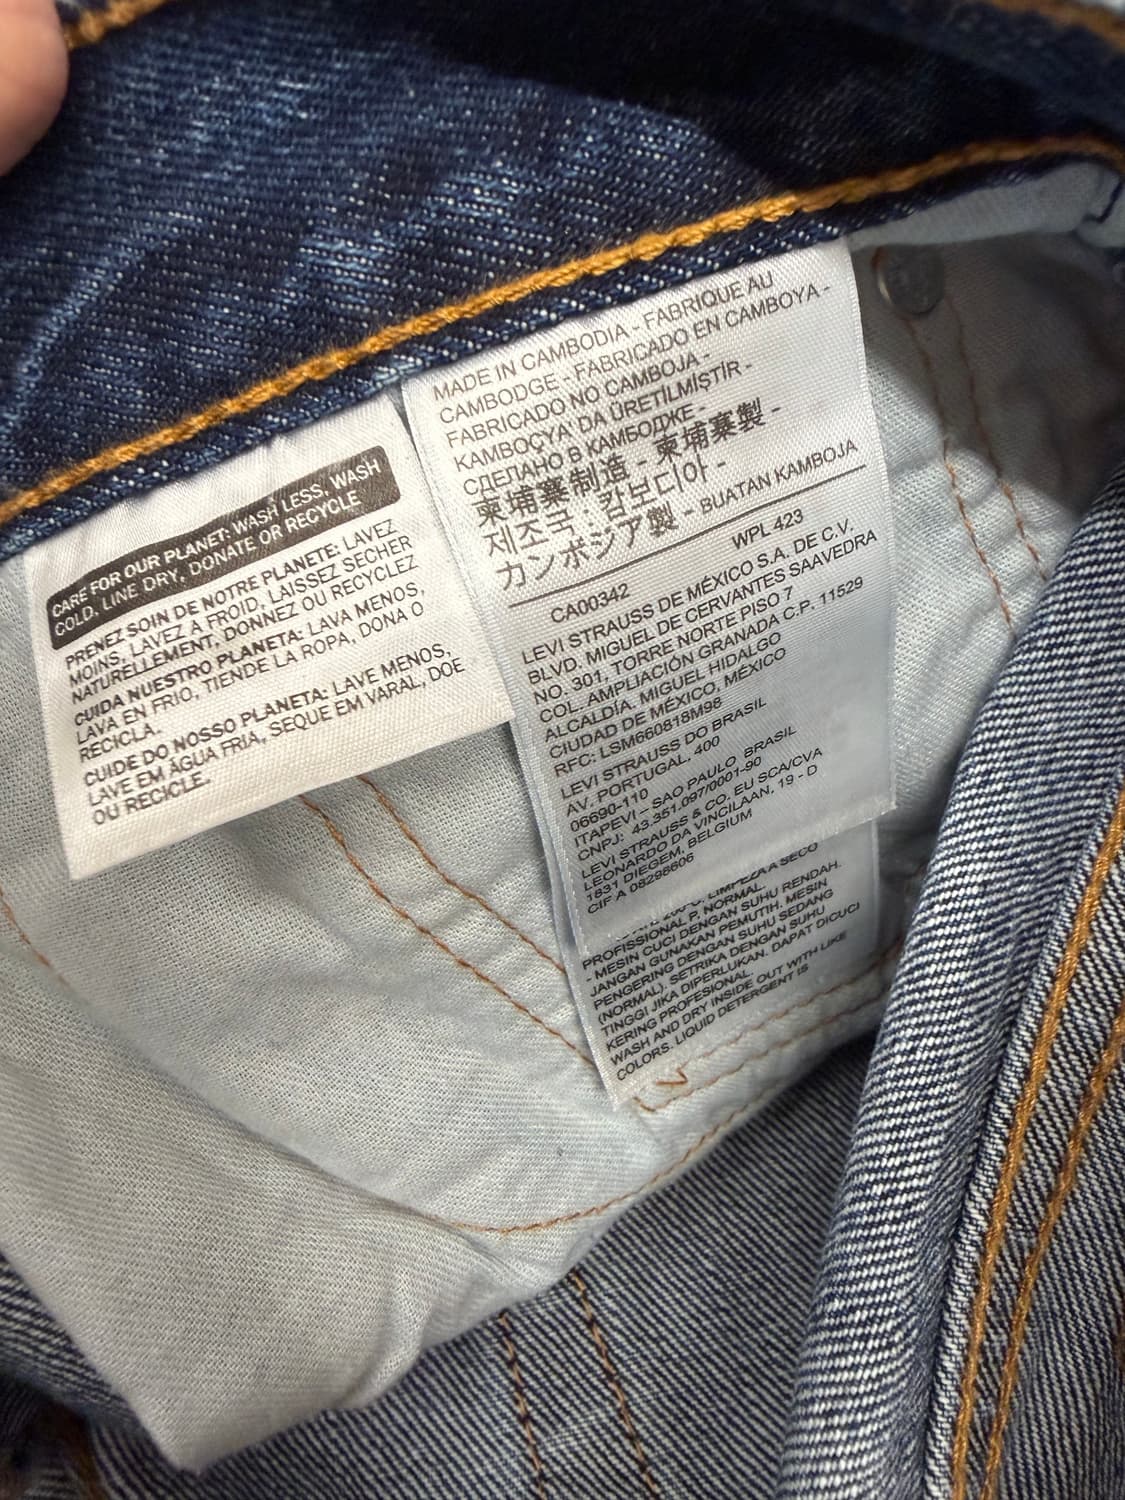 CARE FOR OUR PLANET: WASH LESS, WASH
COLD, LINE DRY, DONATE OR RECYCLE
PRENEZ SOIN DE NOTRE PLANETE: LAVEZ
MOINS, LAVEZ À FROID, LAISSEZ SECHER
NATURELLEMENT, DONNEZ OU RECYCLEZ
CUIDA NUESTRO PLANETA: LAVA MENOS,
LAVA EN FRIO, TIENDE LA ROPA, DONA O
RECICLA.
CUIDE DO NOSSO PLANETA: LAVE MENOS,
LAVE EM ÁGUA FRIA, SEQUE EM VARAL, DOE
OU RECICLE.
MADE IN CAMBODIA - FABRIQUE AU
CAMBODGE - FABRICADO EN CAMBOYA -
FABRICADO NO CAMBOJA -
KAMBOÇYA' DA ÜRETİLMİŞTİR -
СДЕЛАНО В КАМБОДЖЕ -
柬埔寨制造 - 柬埔寨製 -
제조국 : 캄보디아 -
カンボジア製 - BUATAN KAMBOJA
CA00342 WPL 423
LEVI STRAUSS DE MÉXICO S.A. DE C.V.
BLVD. MIGUEL DE CERVANTES SAAVEDRA
NO. 301, TORRE NORTE PISO 7
COL. AMPLIACIÓN GRANADA C.P. 11529
ALCALDÍA. MIGUEL HIDALGO
CIUDAD DE MÉXICO, MÉXICO
RFC: LSM660818M98
LEVI STRAUSS DO BRASIL
AV. PORTUGAL, 400
06690-110
ITAPEVI – SAO PAULO BRASIL
CNPJ: 43.351.097/0001-90
LEVI STRAUSS & CO. EU SCA/CVA
LEONARDO DA VINCILAAN, 19 - D
1831 DIEGEM, BELGIUM
CIF A 08298606
LIMPEZA A SECO
PROFISSIONAL P, NORMAL.
- MESIN CUCI DENGAN SUHU RENDAH.
JANGAN GUNAKAN PEMUTIH. MESIN
PENGERING DENGAN SUHU SEDANG
(NORMAL). SETRIKA DENGAN SUHU
TINGGI JIKA DIPERLUKAN. DAPAT DICUCI
KERING PROFESIONAL.
WASH AND DRY INSIDE OUT WITH LIKE
COLORS. LIQUID DETERGENT IS